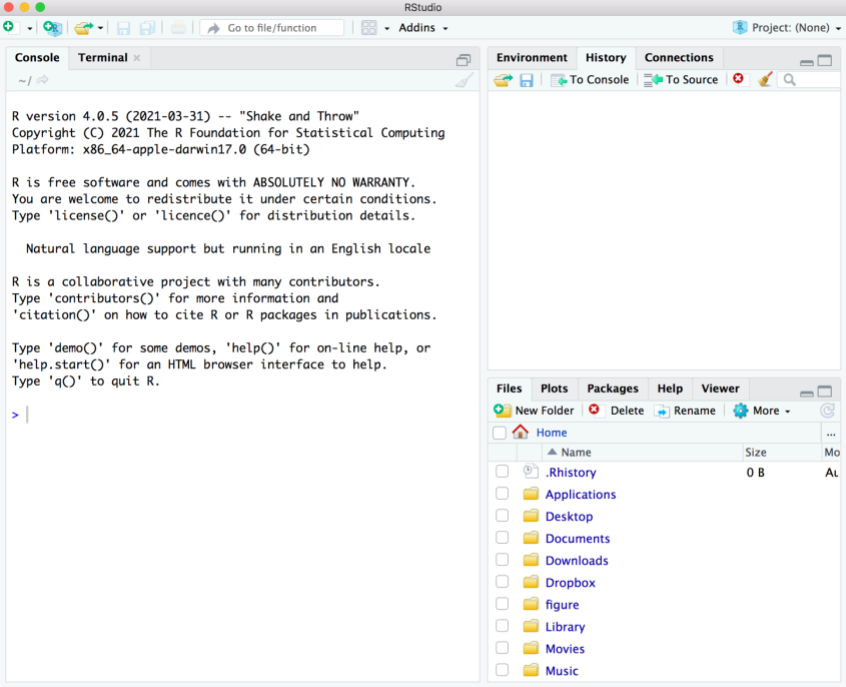 RStudio
Go to file/function
Addins
Project: (None)
Console Terminal
~/
R version 4.0.5 (2021-03-31) -- "Shake and Throw"
Copyright (C) 2021 The R Foundation for Statistical Computing
Platform: x86_64-apple-darwin17.0 (64-bit)
R is free software and comes with ABSOLUTELY NO WARRANTY.
You are welcome to redistribute it under certain conditions.
Type 'license()' or 'licence()' for distribution details.
Natural language support but running in an English locale
R is a collaborative project with many contributors.
Type 'contributors()' for more information and
'citation()' on how to cite R or R packages in publications.
Type 'demo()' for some demos, 'help()' for on-line help, or
'help.start()' for an HTML browser interface to help.
Type 'q()' to quit R.
>
Environment History Connections
To Console To Source
Files Plots Packages Help Viewer
New Folder Delete Rename More
Home ...
Name Size Mo
.Rhistory 0 B Au
Applications
Desktop
Documents
Downloads
Dropbox
figure
Library
Movies
Music